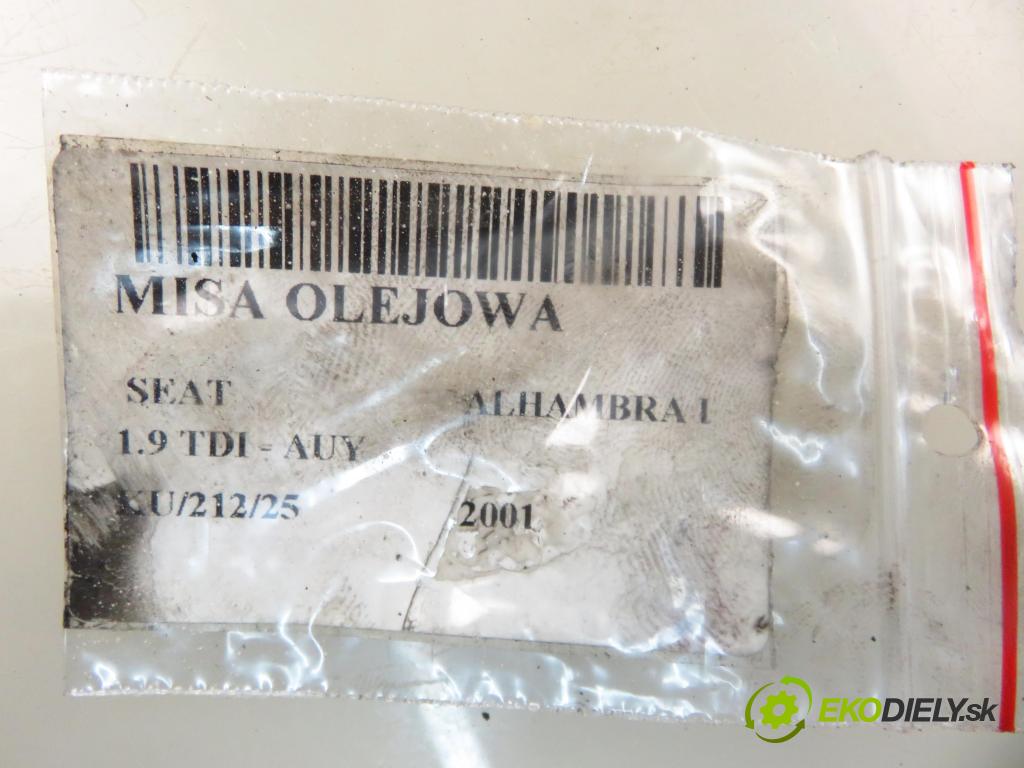 MISA OLEJOWA
SEAT ALHAMBRA I
1.9 TDI - AUY
KU/212/25 2001
EKODIELY.sk